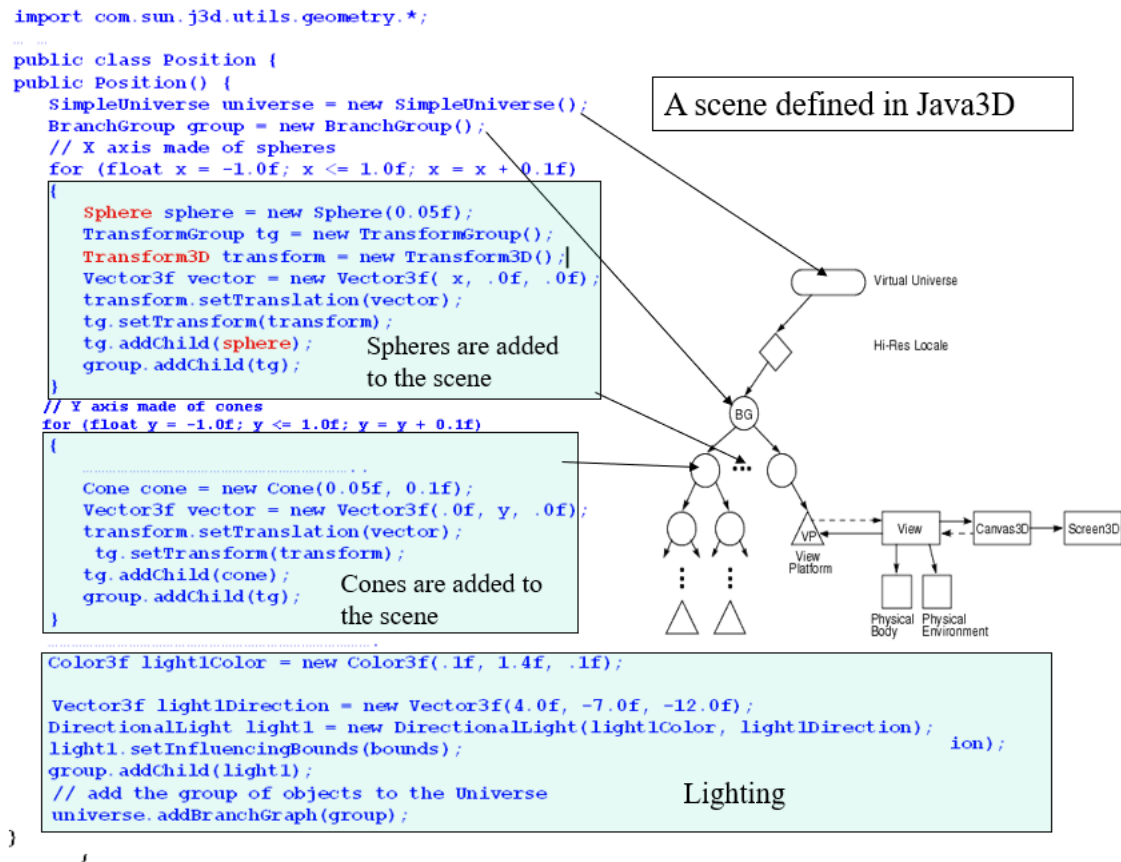 import com.sun.j3d.utils.geometry.*;
... ...
public class Position {
public Position() {
SimpleUniverse universe = new SimpleUniverse();
BranchGroup group = new BranchGroup();
// X axis made of spheres
for (float x = -1.0f; x <= 1.0f; x = x + 0.1f)
{
Sphere sphere = new Sphere(0.05f);
TransformGroup tg = new TransformGroup();
Transform3D transform = new Transform3D();
Vector3f vector = new Vector3f( x, .0f, .0f);
transform.setTranslation(vector);
tg.setTransform(transform);
tg.addChild(sphere);
group.addChild(tg);
}
Spheres are added
to the scene
// Y axis made of cones
for (float y = -1.0f; y <= 1.0f; y = y + 0.1f)
{
Cone cone = new Cone(0.05f, 0.1f);
Vector3f vector = new Vector3f(.0f, y, .0f);
transform.setTranslation(vector);
tg.setTransform(transform);
tg.addChild(cone);
group.addChild(tg);
}
Cones are added to
the scene
Color3f light1Color = new Color3f(.1f, 1.4f, .1f);
Vector3f light1Direction = new Vector3f(4.0f, -7.0f, -12.0f);
DirectionalLight light1 = new DirectionalLight(light1Color, light1Direction);
light1.setInfluencingBounds(bounds);
ion);
group.addChild(light1);
// add the group of objects to the Universe
universe.addBranchGraph(group);
Lighting
}
{
A scene defined in Java3D
Virtual Universe
Hi-Res Locale
BG
VP
View
Platform
View
Canvas3D
Screen3D
Physical
Body
Physical
Environment